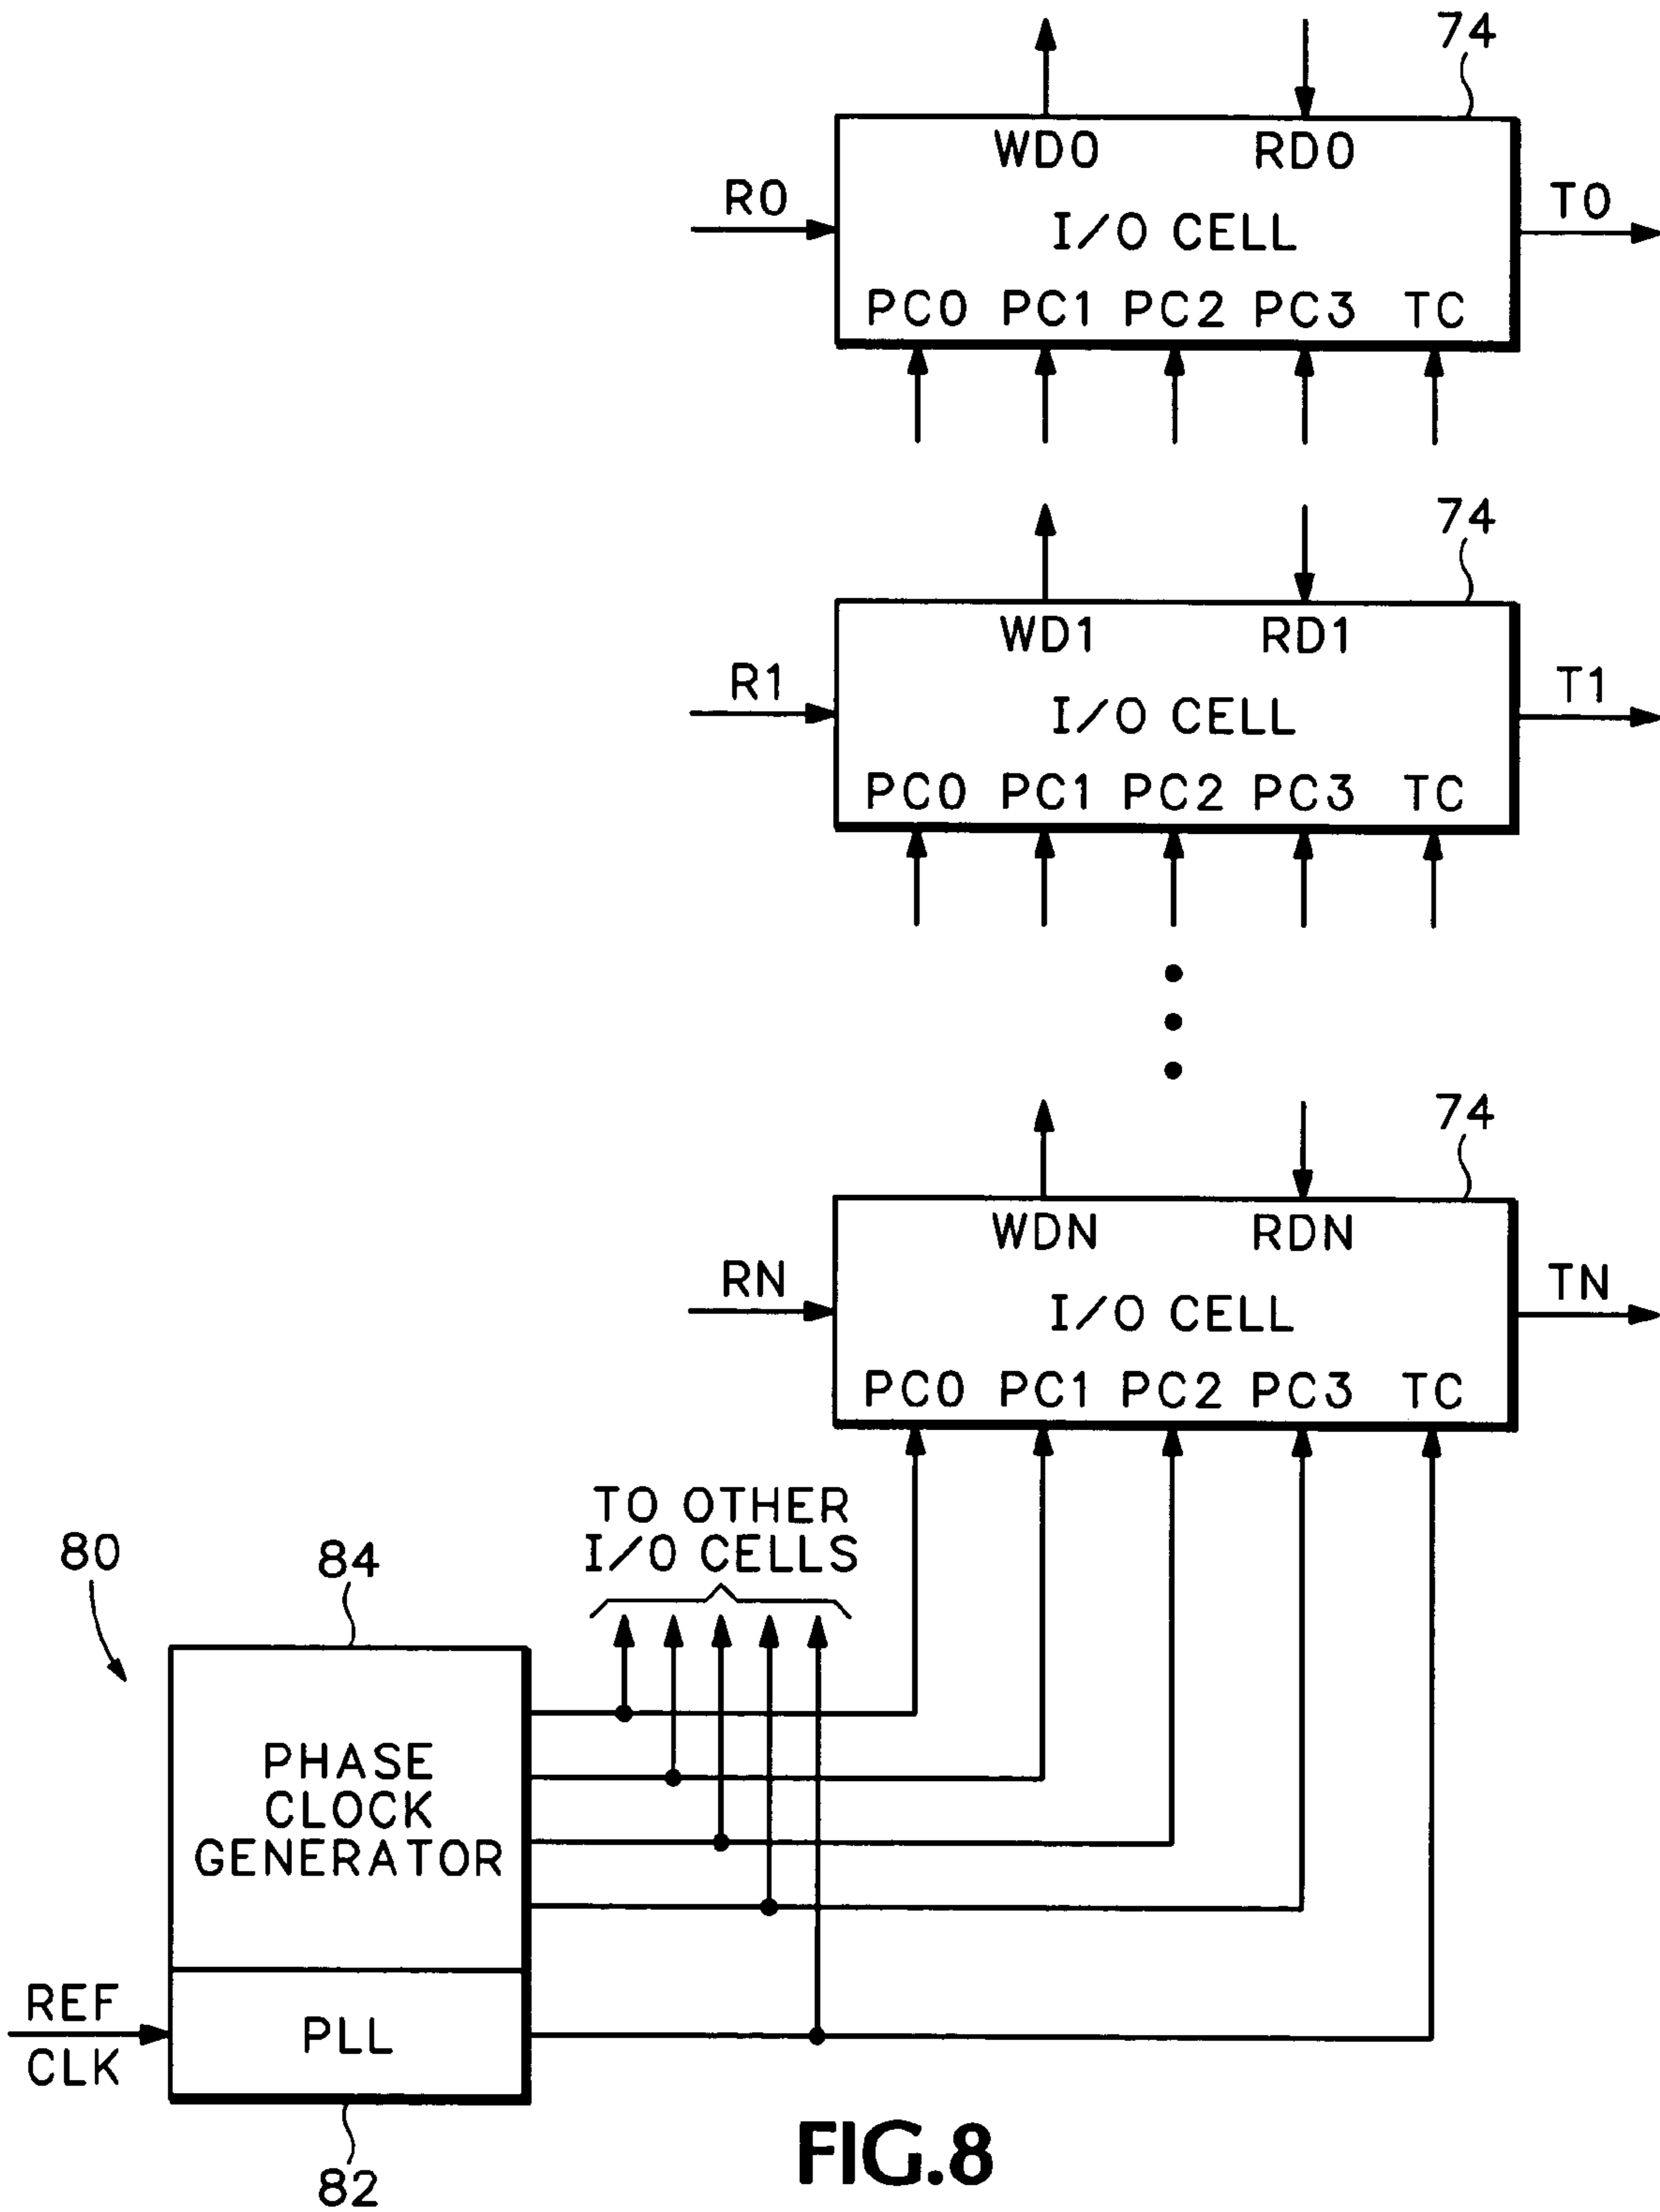 74
WD0 RD0
R0
I/O CELL
T0
PC0 PC1 PC2 PC3 TC
74
WD1 RD1
R1
I/O CELL
T1
PC0 PC1 PC2 PC3 TC
74
WDN RDN
RN
I/O CELL
TN
PC0 PC1 PC2 PC3 TC
TO OTHER
I/O CELLS
80
84
PHASE
CLOCK
GENERATOR
REF
CLK
PLL
82
FIG.8